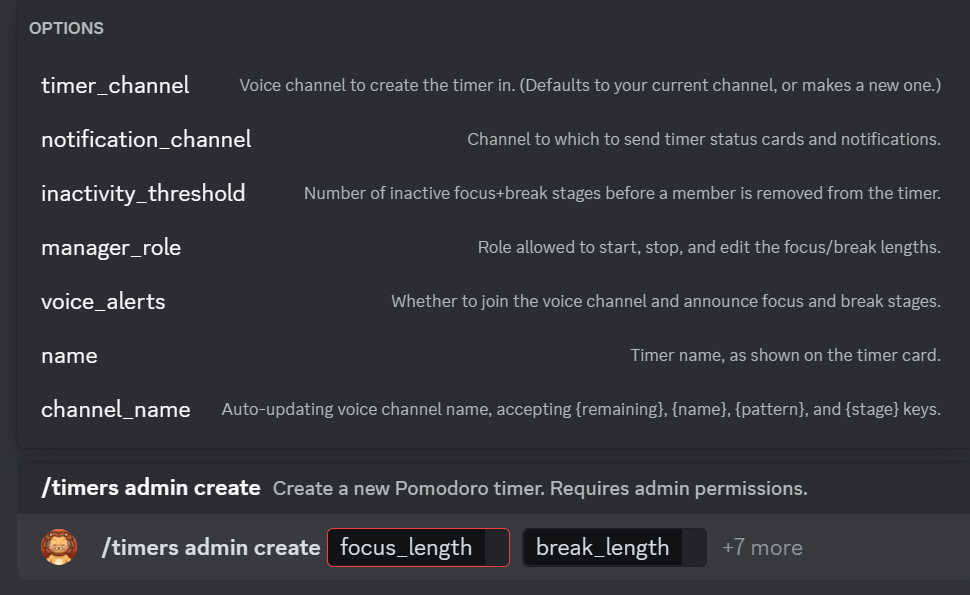 OPTIONS
timer_channel Voice channel to create the timer in. (Defaults to your current channel, or makes a new one.)
notification_channel Channel to which to send timer status cards and notifications.
inactivity_threshold Number of inactive focus+break stages before a member is removed from the timer.
manager_role Role allowed to start, stop, and edit the focus/break lengths.
voice_alerts Whether to join the voice channel and announce focus and break stages.
name Timer name, as shown on the timer card.
channel_name Auto-updating voice channel name, accepting {remaining}, {name}, {pattern}, and {stage} keys.
/timers admin create Create a new Pomodoro timer. Requires admin permissions.
/timers admin create focus_length break_length +7 more